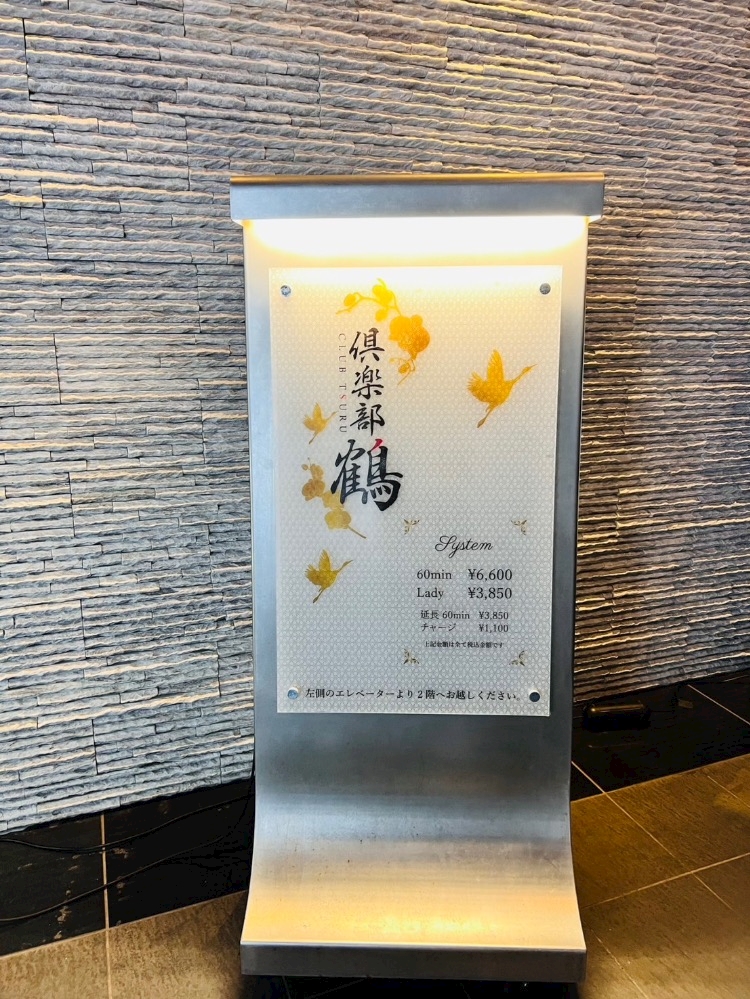 倶楽部 鶴
CLUB TSURU
System
60min ¥6,600
Lady ¥3,850
延長 60min ¥3,850
チャージ ¥1,100
上記金額は全て税込金額です
左側のエレベーターより2階へお越しください。